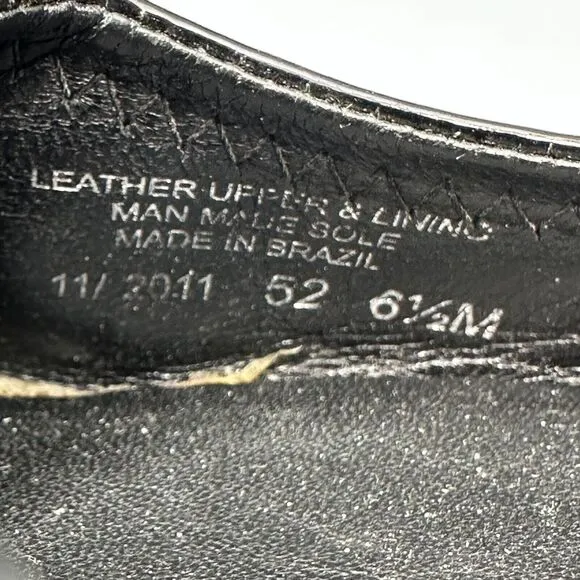 LEATHER UPPER & LINING
MAN MADE SOLE
MADE IN BRAZIL
11/ 2011 52 6½M